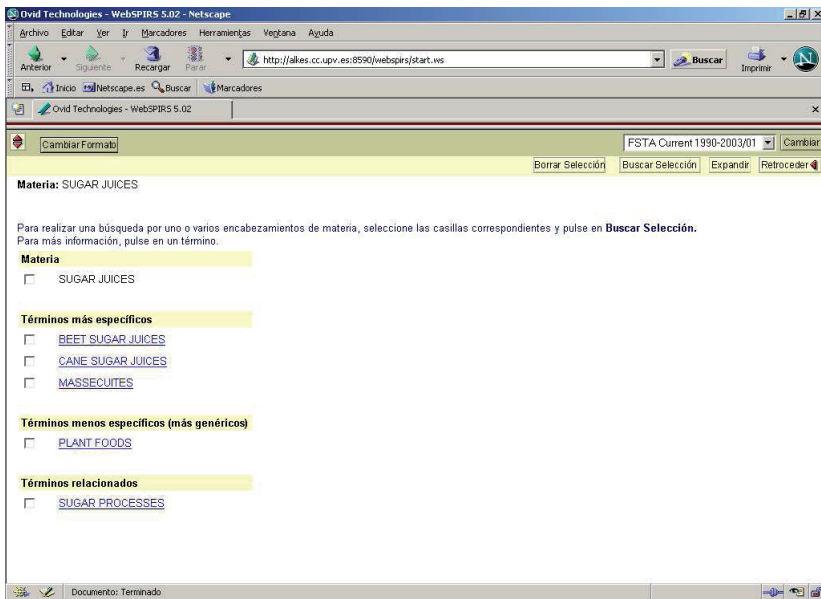 Ovid Technologies - WebSPIRS 5.02 - Netscape
Archivo Editar Ver Ir Marcadores Herramientas Ventana Ayuda
Anterior Siguiente Recargar Parar http://alkes.cc.upv.es:8590/webspirs/start.ws Buscar Imprimir N
Inicio Netscape.es Buscar Marcadores
Ovid Technologies - WebSPIRS 5.02 x
Cambiar Formato FSTA Current 1990-2003/01 Cambiar
Borrar Selección Buscar Selección Expandir Retroceder
Materia: SUGAR JUICES
Para realizar una búsqueda por uno o varios encabezamientos de materia, seleccione las casillas correspondientes y pulse en Buscar Selección.
Para más información, pulse en un término.
Materia
SUGAR JUICES
Términos más específicos
BEET SUGAR JUICES
CANE SUGAR JUICES
MASSECUITES
Términos menos específicos (más genéricos)
PLANT FOODS
Términos relacionados
SUGAR PROCESSES
Documento: Terminado